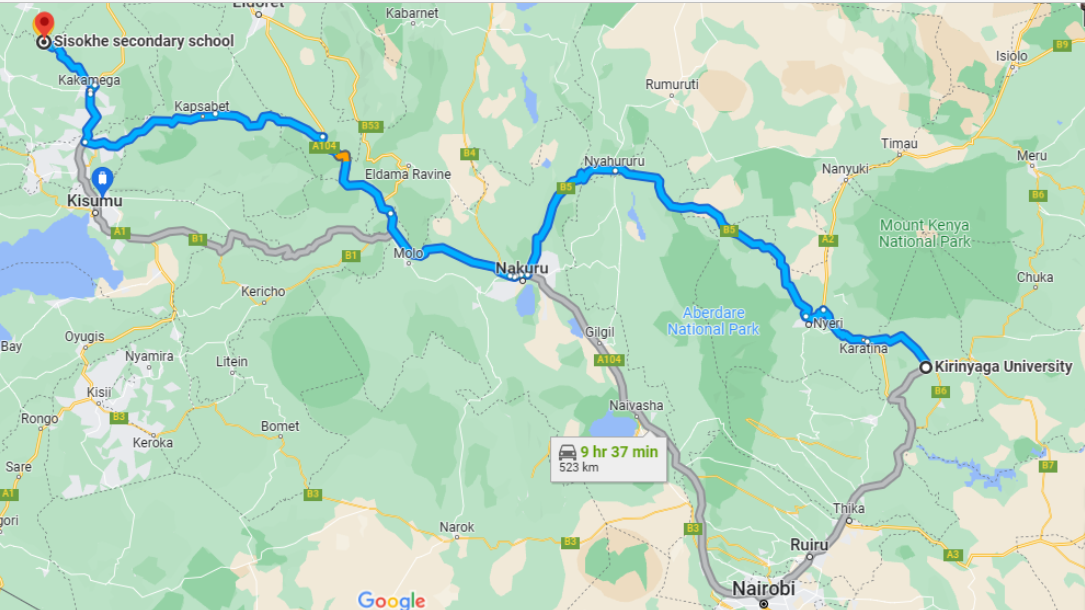 Eldoret
Kabarnet
B9
Sisokhe secondary school
Isiolo
Kakamega
Rumuruti
Kapsabet
B53
A104
Timau
B4
Nyahururu
Meru
Eldama Ravine
Nanyuki
B5
B6
Kisumu
Mount Kenya
National Park
A1
B1
B5
A2
B1
Molo
Nakuru
Chuka
Kericho
Aberdare
National Park
Nyeri
Oyugis
Gilgil
Bay
Karatina
Nyamira
Litein
A104
Kirinyaga University
Kisii
B6
Naivasha
Rongo
B3
Bomet
Keroka
9 hr 37 min
523 km
Sare
B7
A1
B3
Thika
gori
Narok
B3
B3
Ruiru
A3
Nairobi
Google